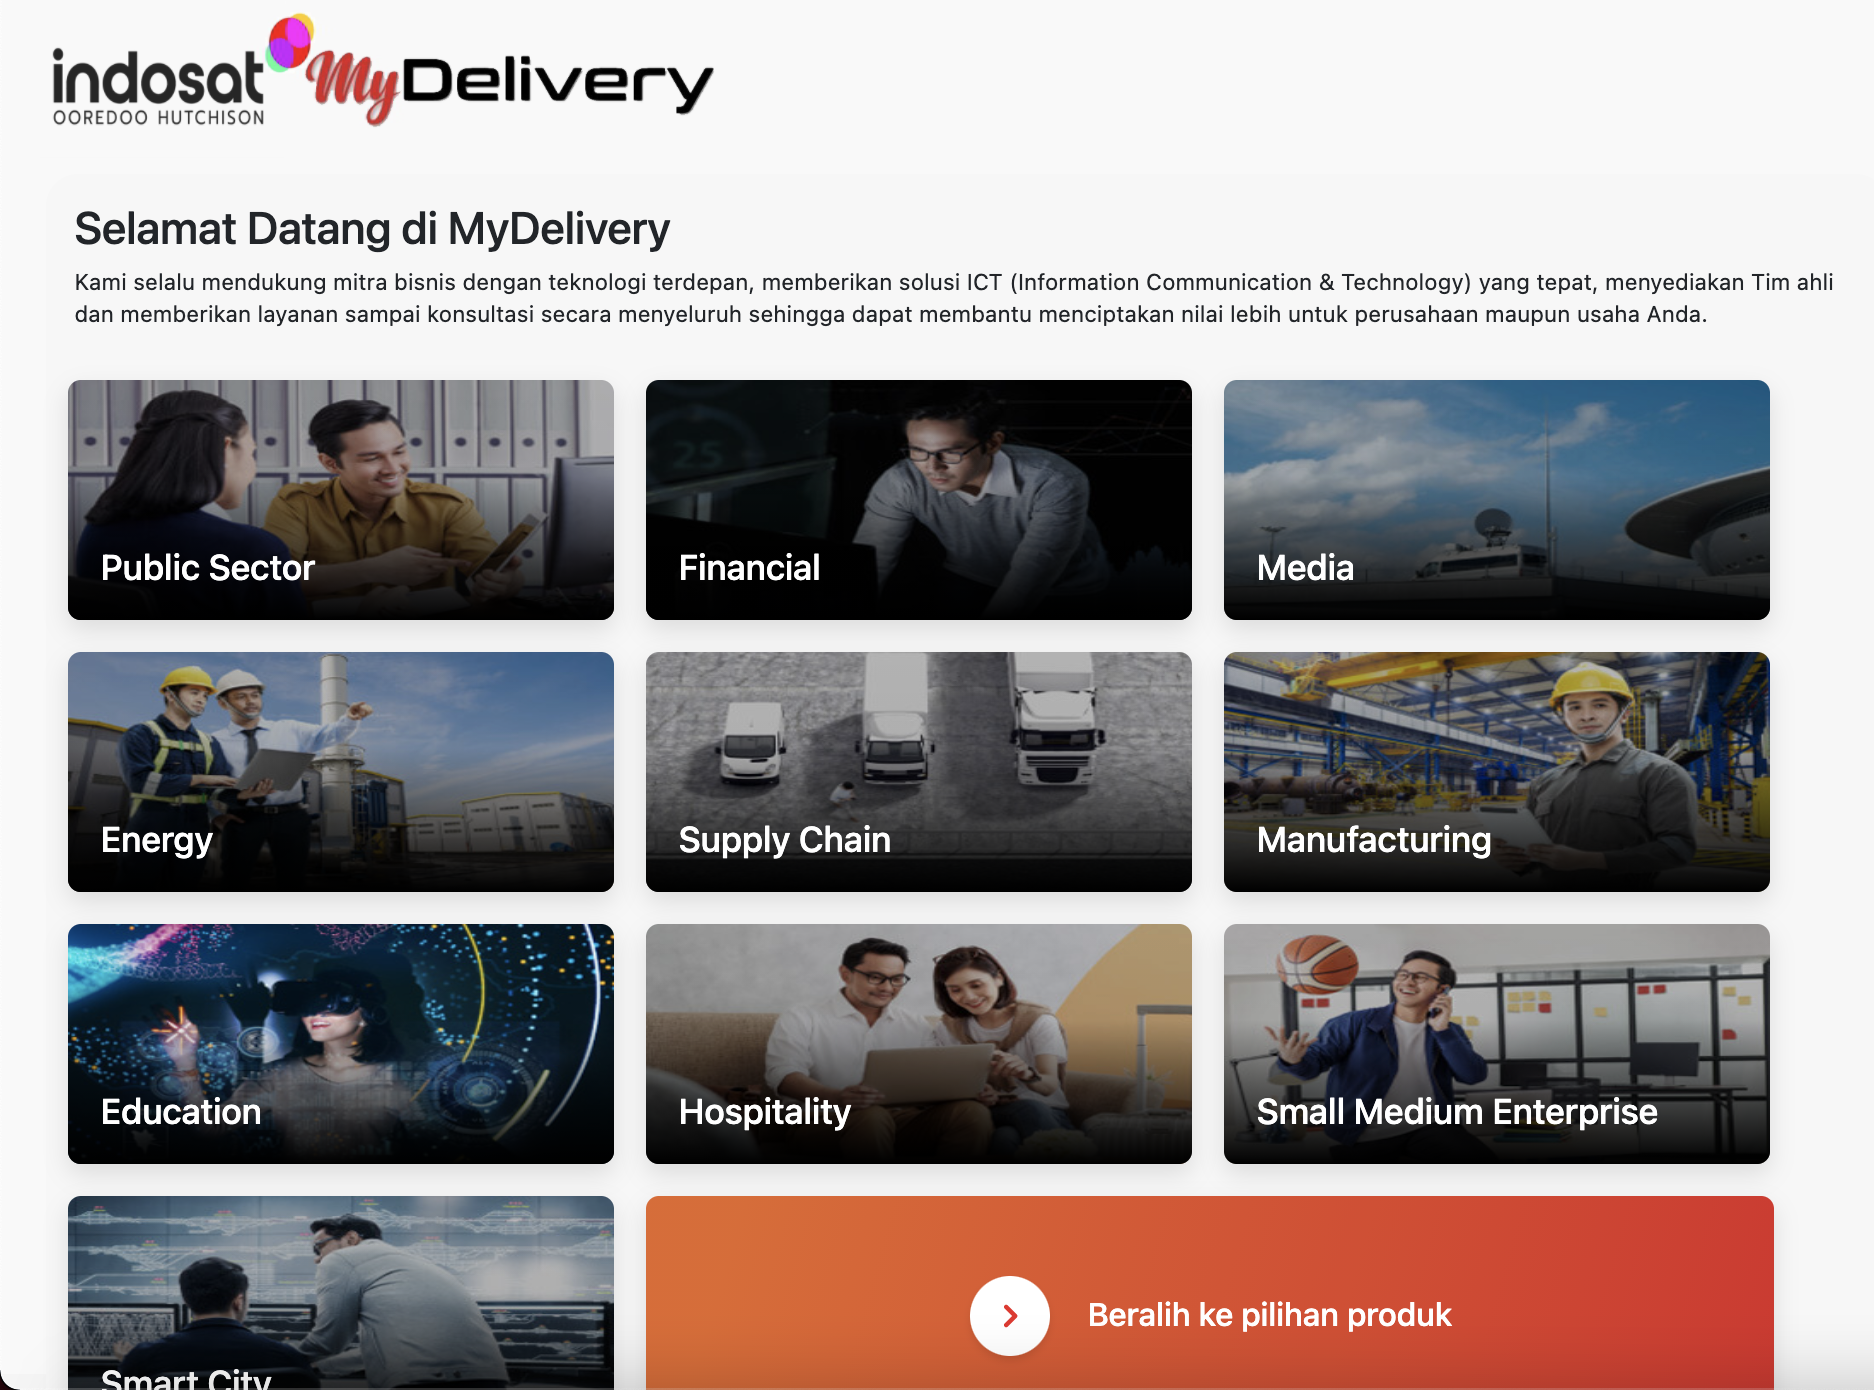 indosat
OOREDOO HUTCHISON
MyDelivery
Selamat Datang di MyDelivery
Kami selalu mendukung mitra bisnis dengan teknologi terdepan, memberikan solusi ICT (Information Communication & Technology) yang tepat, menyediakan Tim ahli
dan memberikan layanan sampai konsultasi secara menyeluruh sehingga dapat membantu menciptakan nilai lebih untuk perusahaan maupun usaha Anda.
25
Public Sector
Financial
Media
Energy
Supply Chain
Manufacturing
Education
Hospitality
Small Medium Enterprise
Smart City
Beralih ke pilihan produk